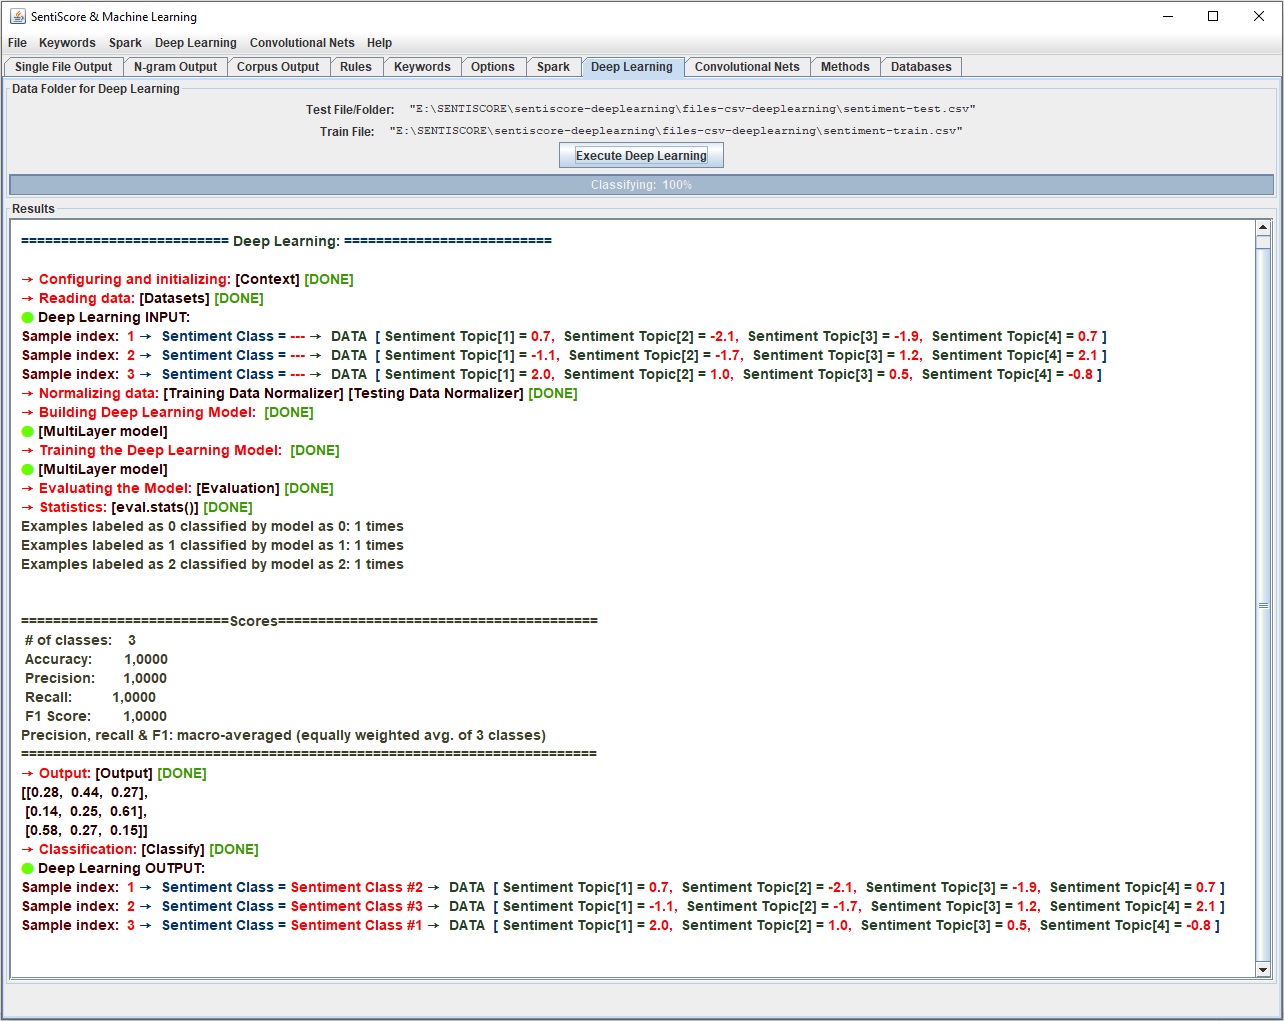 SentiScore & Machine Learning
File Keywords Spark Deep Learning Convolutional Nets Help
Single File Output N-gram Output Corpus Output Rules Keywords Options Spark Deep Learning Convolutional Nets Methods Databases
Data Folder for Deep Learning
Test File/Folder: "E:\SENTISCORE\sentiscore-deeplearning\files-csv-deeplearning\sentiment-test.csv"
Train File: "E:\SENTISCORE\sentiscore-deeplearning\files-csv-deeplearning\sentiment-train.csv"
Execute Deep Learning
Classifying: 100%
Results
========================== Deep Learning: ==========================
→ Configuring and initializing: [Context] [DONE]
→ Reading data: [Datasets] [DONE]
Deep Learning INPUT:
Sample index: 1 → Sentiment Class = --- → DATA [ Sentiment Topic[1] = 0.7, Sentiment Topic[2] = -2.1, Sentiment Topic[3] = -1.9, Sentiment Topic[4] = 0.7 ]
Sample index: 2 → Sentiment Class = --- → DATA [ Sentiment Topic[1] = -1.1, Sentiment Topic[2] = -1.7, Sentiment Topic[3] = 1.2, Sentiment Topic[4] = 2.1 ]
Sample index: 3 → Sentiment Class = --- → DATA [ Sentiment Topic[1] = 2.0, Sentiment Topic[2] = 1.0, Sentiment Topic[3] = 0.5, Sentiment Topic[4] = -0.8 ]
→ Normalizing data: [Training Data Normalizer] [Testing Data Normalizer] [DONE]
→ Building Deep Learning Model: [DONE]
[MultiLayer model]
→ Training the Deep Learning Model: [DONE]
[MultiLayer model]
→ Evaluating the Model: [Evaluation] [DONE]
→ Statistics: [eval.stats()] [DONE]
Examples labeled as 0 classified by model as 0: 1 times
Examples labeled as 1 classified by model as 1: 1 times
Examples labeled as 2 classified by model as 2: 1 times
==========================Scores========================================
# of classes: 3
Accuracy: 1,0000
Precision: 1,0000
Recall: 1,0000
F1 Score: 1,0000
Precision, recall & F1: macro-averaged (equally weighted avg. of 3 classes)
========================================================================
→ Output: [Output] [DONE]
[[0.28, 0.44, 0.27],
[0.14, 0.25, 0.61],
[0.58, 0.27, 0.15]]
→ Classification: [Classify] [DONE]
Deep Learning OUTPUT:
Sample index: 1 → Sentiment Class = Sentiment Class #2 → DATA [ Sentiment Topic[1] = 0.7, Sentiment Topic[2] = -2.1, Sentiment Topic[3] = -1.9, Sentiment Topic[4] = 0.7 ]
Sample index: 2 → Sentiment Class = Sentiment Class #3 → DATA [ Sentiment Topic[1] = -1.1, Sentiment Topic[2] = -1.7, Sentiment Topic[3] = 1.2, Sentiment Topic[4] = 2.1 ]
Sample index: 3 → Sentiment Class = Sentiment Class #1 → DATA [ Sentiment Topic[1] = 2.0, Sentiment Topic[2] = 1.0, Sentiment Topic[3] = 0.5, Sentiment Topic[4] = -0.8 ]